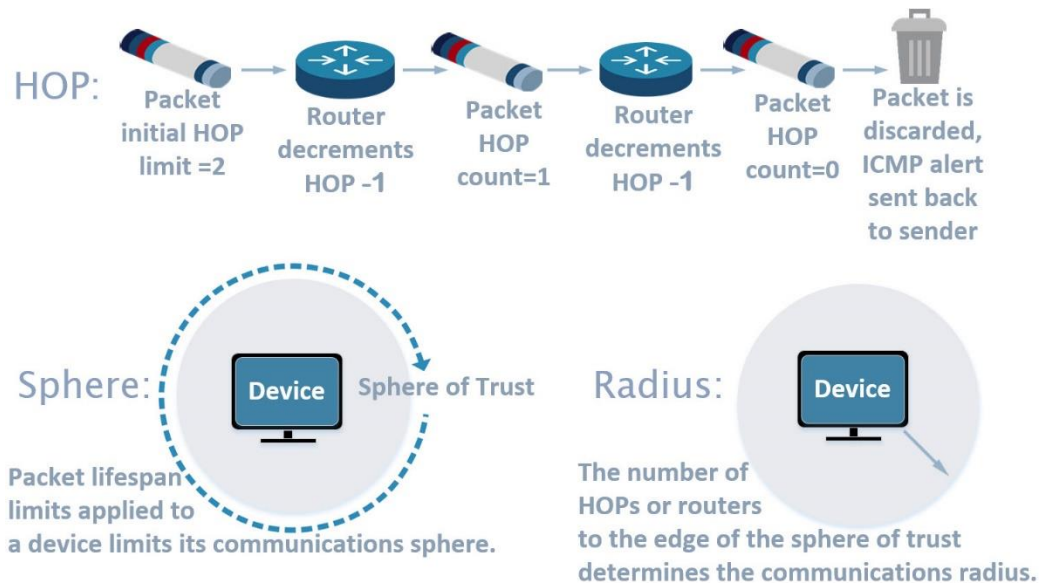 HOP:
Packet
initial HOP
limit =2
Router
decrements
HOP -1
Packet
HOP
count=1
Router
decrements
HOP -1
Packet
HOP
count=0
Packet is
discarded,
ICMP alert
sent back
to sender
Sphere:
Device
Sphere of Trust
Packet lifespan
limits applied to
a device limits its communications sphere.
Radius:
Device
The number of
HOPs or routers
to the edge of the sphere of trust
determines the communications radius.